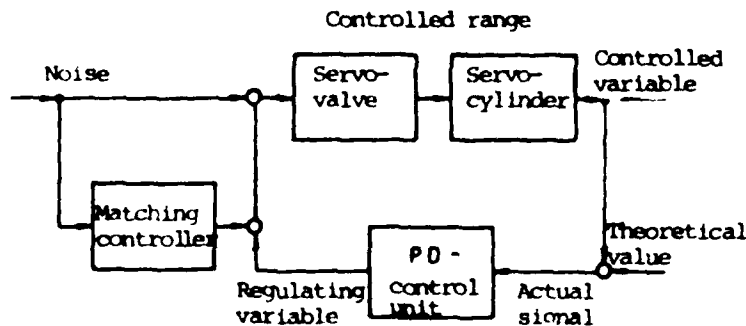 Controlled range
Noise
Servo-
valve
Servo-
cylinder
Controlled
variable
Matching
controller
Theoretical
value
PD-
control
unit
Regulating
variable
Actual
signal